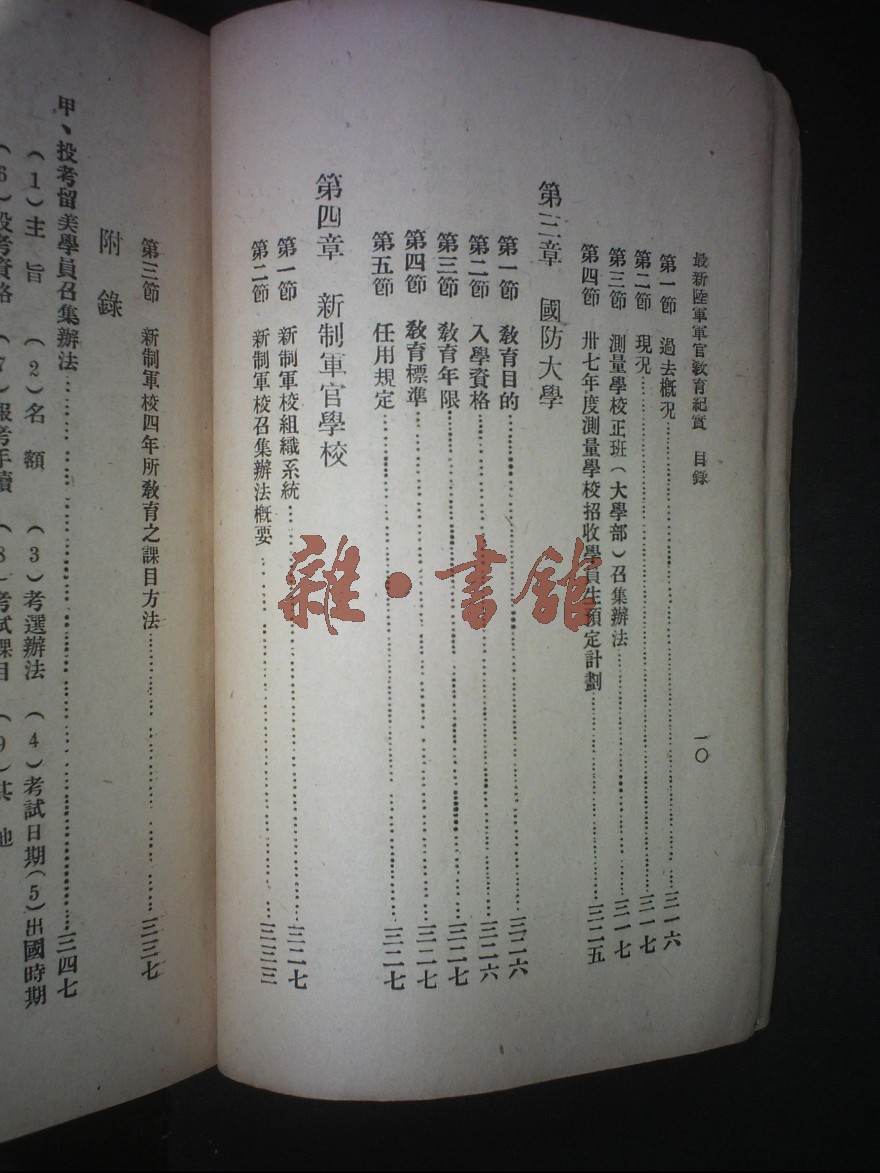 最新陸軍軍官教育紀實 目錄 一〇
第一節 過去概况……三一六
第二節 現况……三一七
第三節 測量學校正班(大學部)召集辦法……三一七
第四節 卅七年度測量學校招收學員生預定計劃……三二五
第三章 國防大學
第一節 教育目的……三二六
第二節 入學資格……三二六
第三節 教育年限……三二七
第四節 教育標準……三二七
第五節 任用規定……三二七
第四章 新制軍官學校
第一節 新制軍校組織系統……三二七
第二節 新制軍校召集辦法概要……三三三
第三節 新制軍校四年所教育之課目方法……三三七
附錄
甲、投考留美學員召集辦法……三四七
(1)主旨 (2)名額 (3)考選辦法 (4)考試日期(5)出國時期
(6)投考資格 (7)報考手續 (8)考試課目 (9)其他
雜·書館